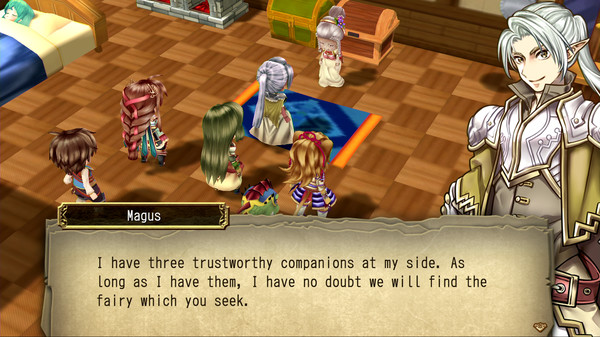 Magus
I have three trustworthy companions at my side. As
long as I have them, I have no doubt we will find the
fairy which you seek.